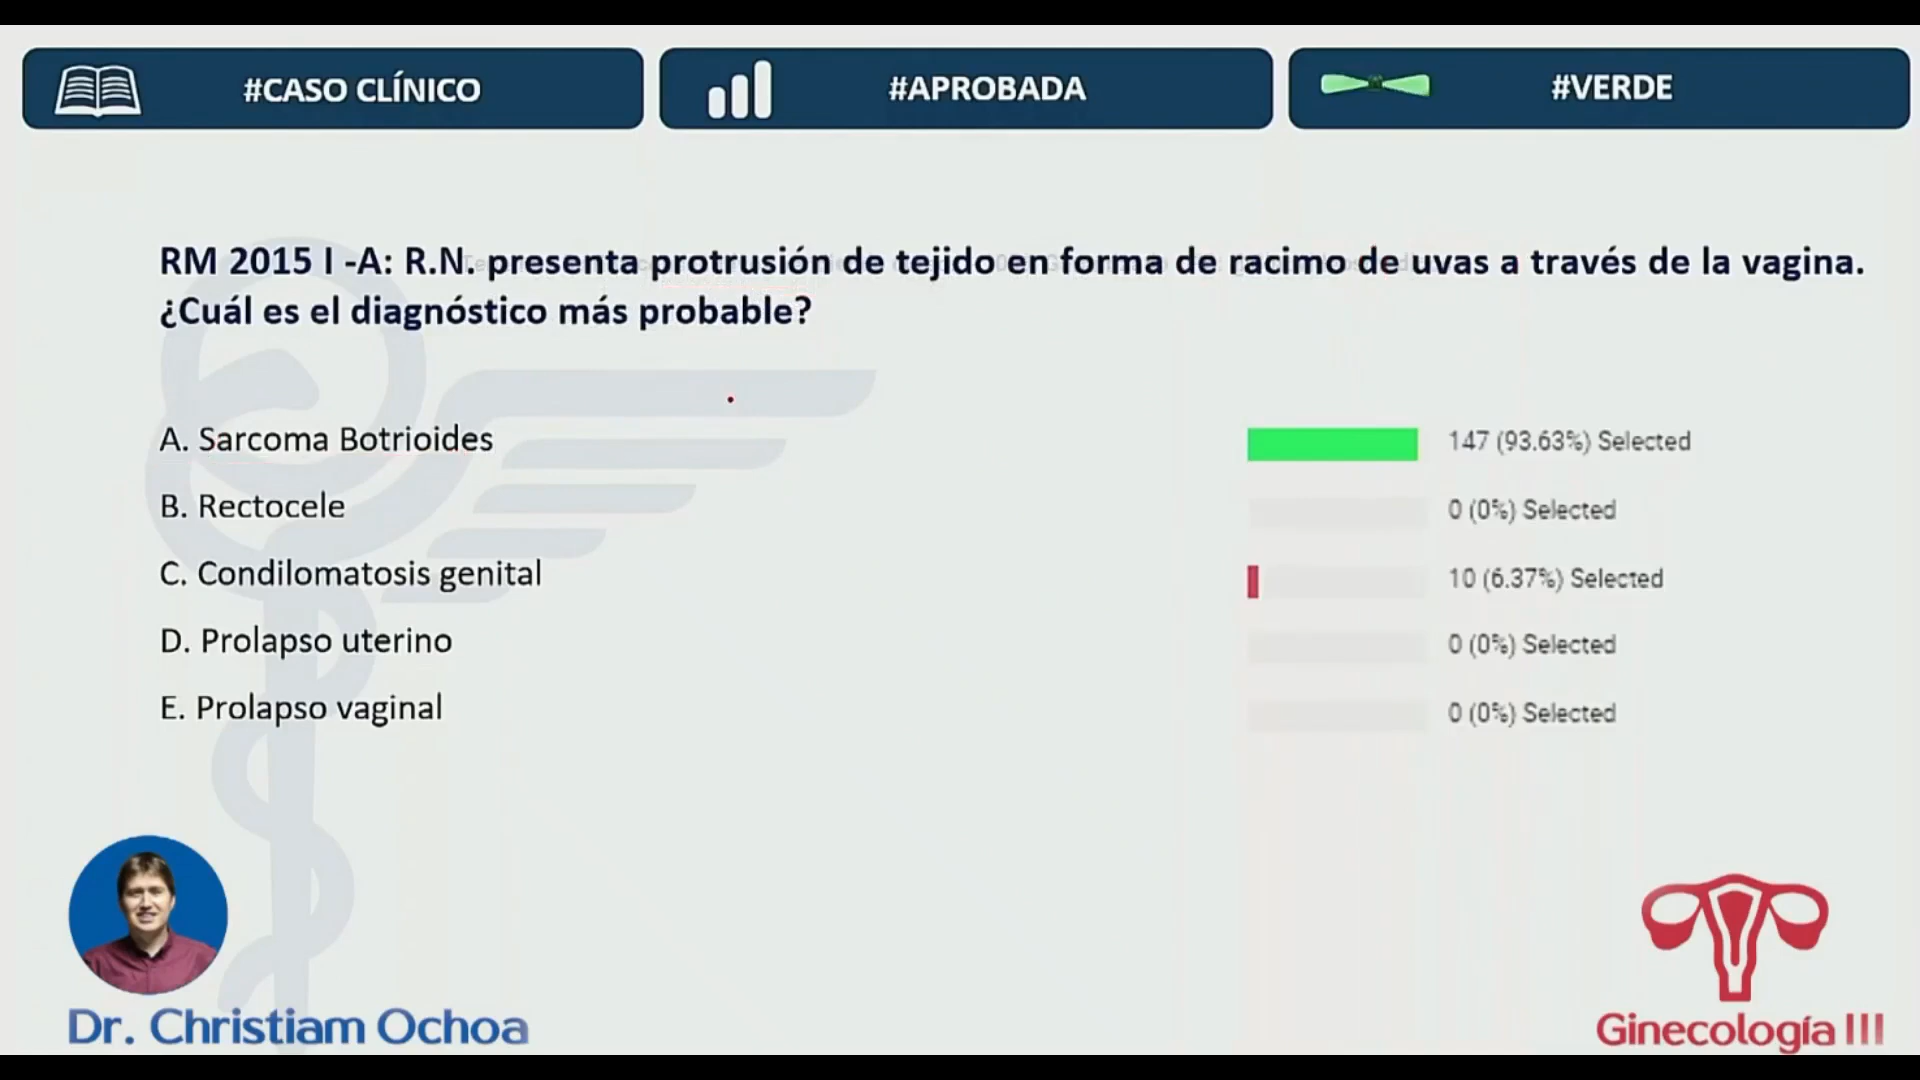 #CASO CLÍNICO
#APROBADA
#VERDE
RM 2015 I -A: R.N. presenta protrusión de tejido en forma de racimo de uvas a través de la vagina.
¿Cuál es el diagnóstico más probable?
A. Sarcoma Botrioides
147 (93.63%) Selected
B. Rectocele
0 (0%) Selected
C. Condilomatosis genital
10 (6.37%) Selected
D. Prolapso uterino
0 (0%) Selected
E. Prolapso vaginal
0 (0%) Selected
Dr. Christiam Ochoa
Ginecología III